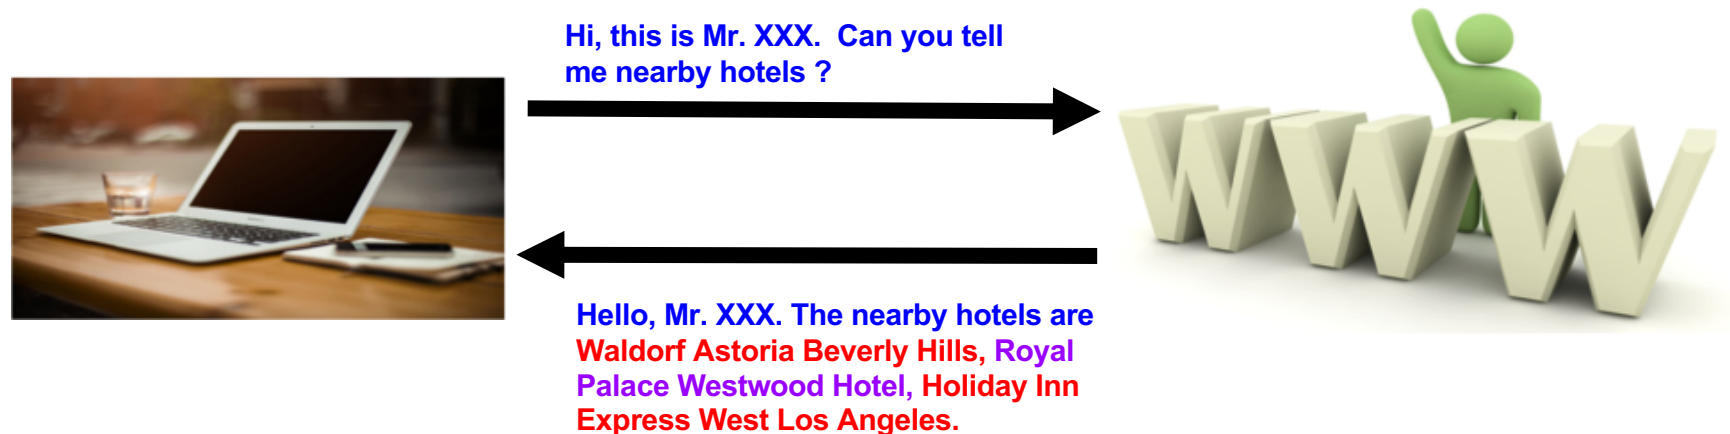 Hi, this is Mr. XXX.  Can you tell
me nearby hotels ?
WWW
Hello, Mr. XXX. The nearby hotels are
Waldorf Astoria Beverly Hills, Royal
Palace Westwood Hotel, Holiday Inn
Express West Los Angeles.